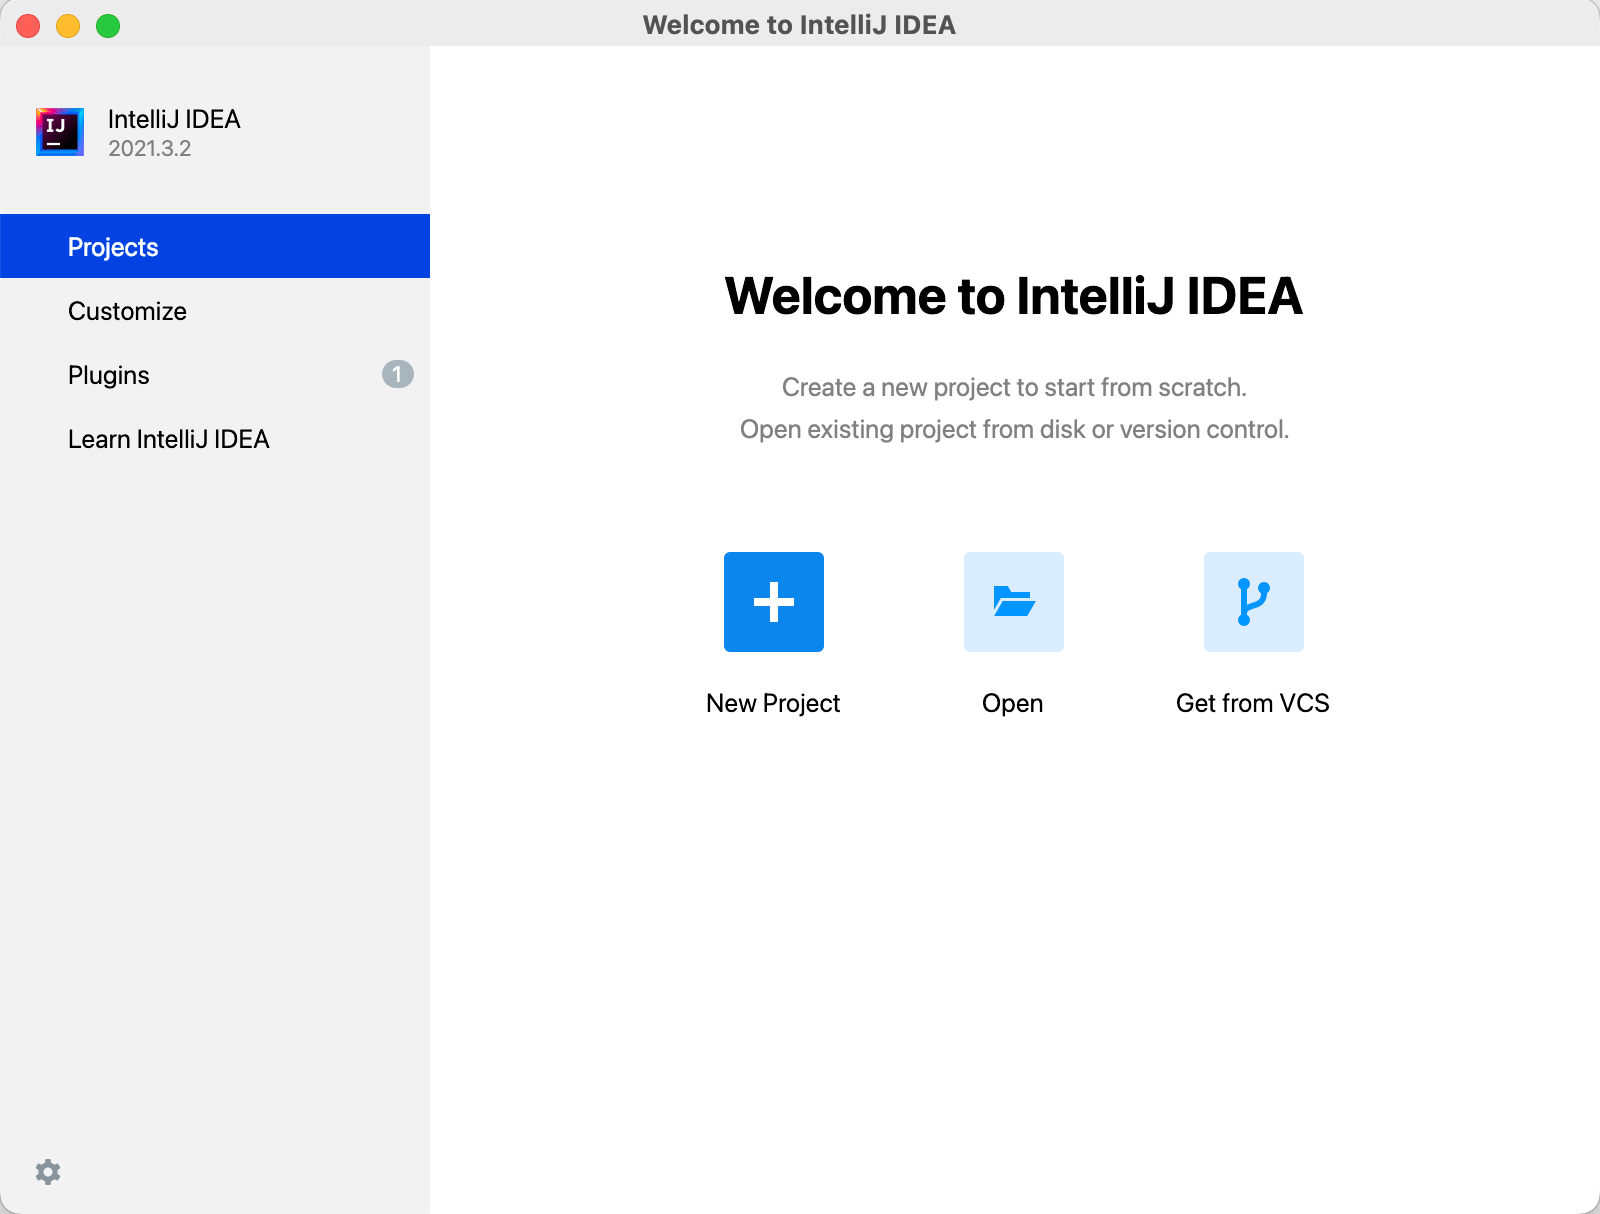 Welcome to IntelliJ IDEA
IJ
IntelliJ IDEA
2021.3.2
Projects
Customize
Plugins 1
Learn IntelliJ IDEA
Welcome to IntelliJ IDEA
Create a new project to start from scratch.
Open existing project from disk or version control.
New Project Open Get from VCS